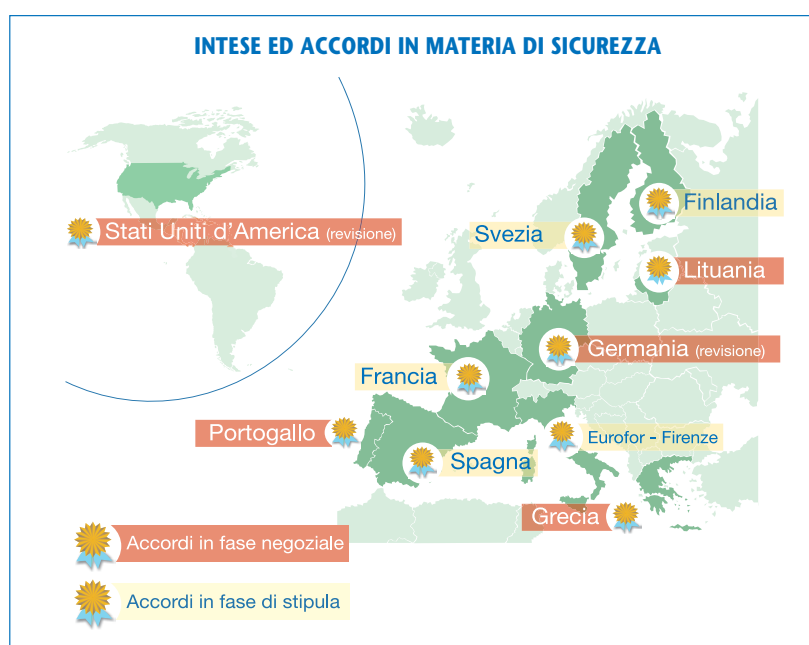 INTESE ED ACCORDI IN MATERIA DI SICUREZZA
Finlandia
Stati Uniti d'America (revisione)
Svezia
Lituania
Germania (revisione)
Francia
Portogallo
Eurofor - Firenze
Spagna
Grecia
Accordi in fase negoziale
Accordi in fase di stipula